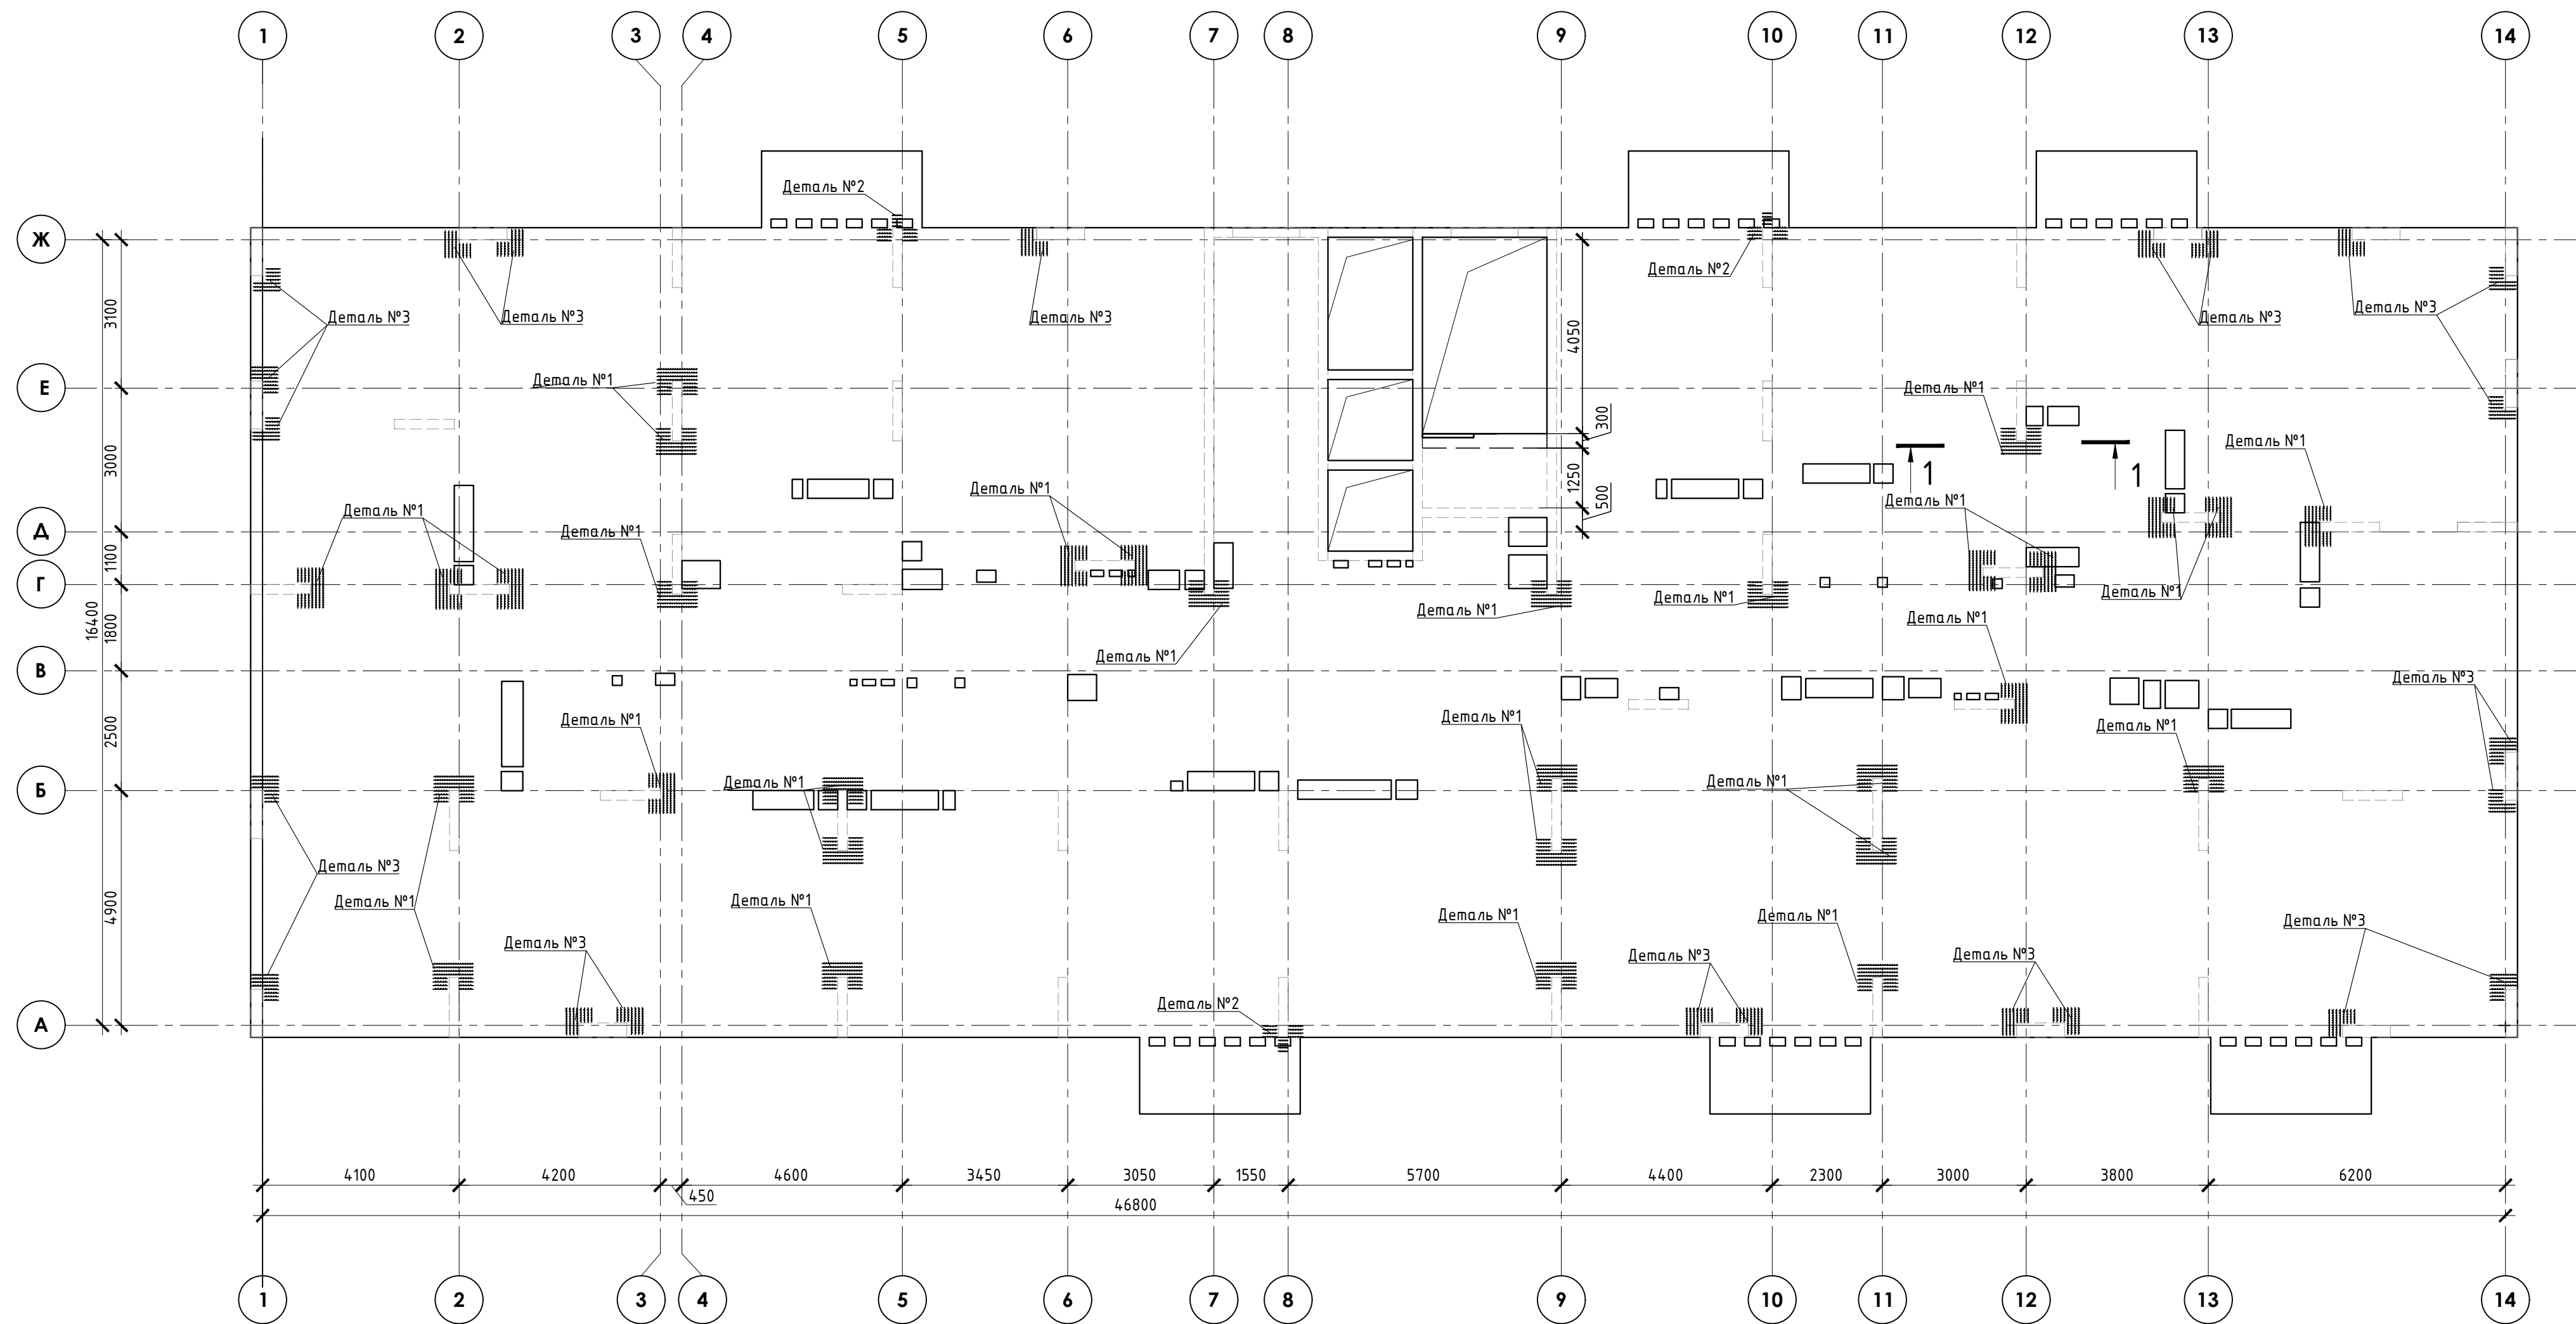 1 2 3 4 5 6 7 8 9 10 11 12 13 14
Деталь №2
Ж
Деталь №2
3100
Деталь №3
Деталь №3
Деталь №3
Деталь №3
Деталь №3
4050
Е
Деталь №1
Деталь №1
300
Деталь №1
3000
1250
1
1
Деталь №1
500
Деталь №1
Деталь №1
Д
Деталь №1
1100
Г
Деталь №1
Деталь №1
Деталь №1
16400
1800
Деталь №1
Деталь №1
В
Деталь №3
2500
Деталь №1
Деталь №1
Деталь №1
Б
Деталь №1
Деталь №1
Деталь №3
4900
Деталь №1
Деталь №1
Деталь №1
Деталь №1
Деталь №3
Деталь №3
Деталь №3
Деталь №3
Деталь №2
А
4100 4200 4600 3450 3050 1550 5700 4400 2300 3000 3800 6200
450
46800
1 2 3 4 5 6 7 8 9 10 11 12 13 14